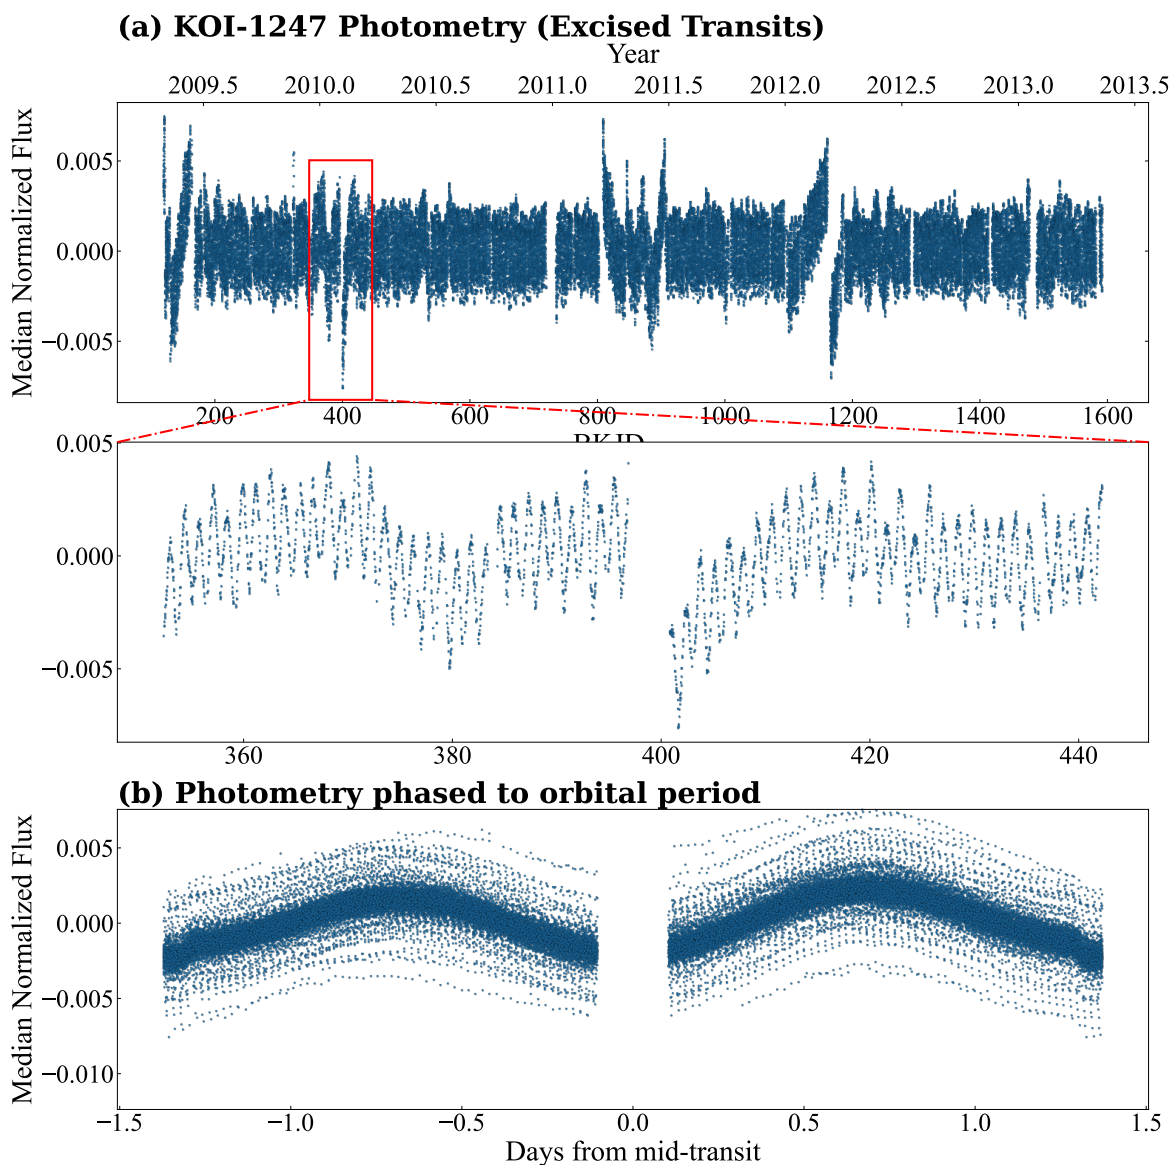 (a) KOI-1247 Photometry (Excised Transits)
Year
2009.5 2010.0 2010.5 2011.0 2011.5 2012.0 2012.5 2013.0 2013.5
Median Normalized Flux
0.005
0.000
−0.005
200 400 600 800 1000 1200 1400 1600
0.005
0.000
−0.005
360 380 400 420 440
(b) Photometry phased to orbital period
Median Normalized Flux
0.005
0.000
−0.005
−0.010
−1.5 −1.0 −0.5 0.0 0.5 1.0 1.5
Days from mid-transit